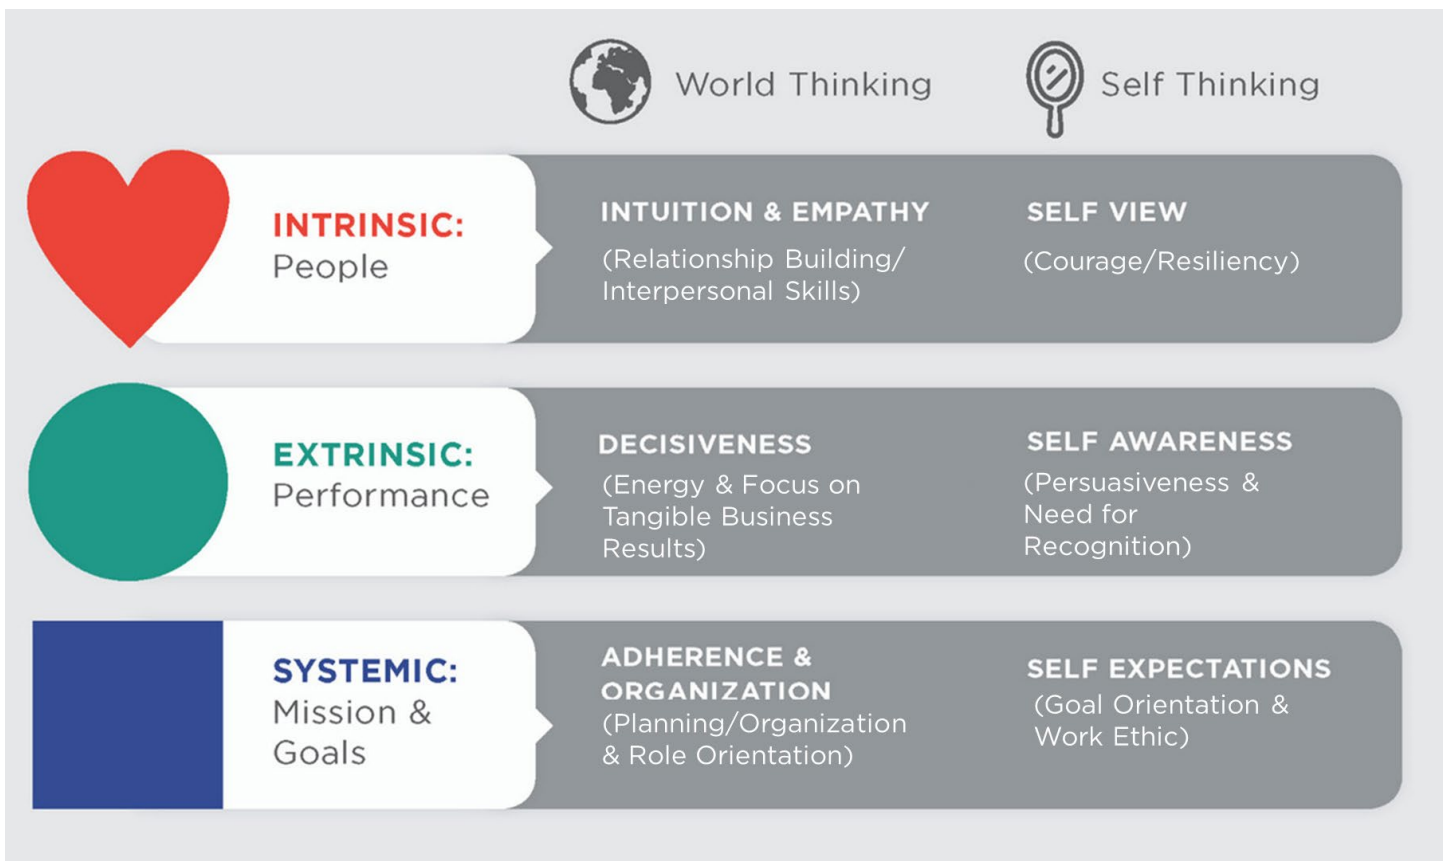 World Thinking
Self Thinking
INTRINSIC:
People
INTUITION & EMPATHY
(Relationship Building/
Interpersonal Skills)
SELF VIEW
(Courage/Resiliency)
EXTRINSIC:
Performance
DECISIVENESS
(Energy & Focus on
Tangible Business
Results)
SELF AWARENESS
(Persuasiveness &
Need for
Recognition)
SYSTEMIC:
Mission &
Goals
ADHERENCE &
ORGANIZATION
(Planning/Organization
& Role Orientation)
SELF EXPECTATIONS
(Goal Orientation &
Work Ethic)